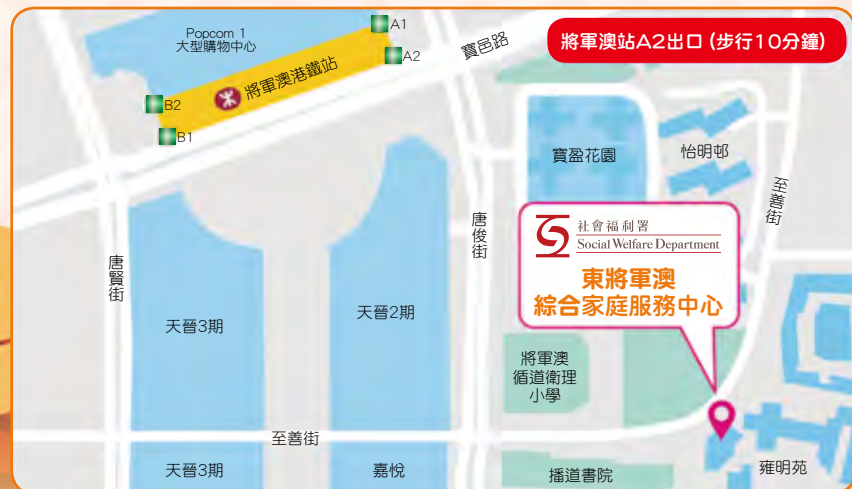 Popcorn 1
大型購物中心
A1
A2
寶邑路
將軍澳站A2出口 (步行10分鐘)
將軍澳港鐵站
B2
B1
寶盈花園
怡明邨
至善街
唐賢街
唐俊街
社會福利署
Social Welfare Department
東將軍澳
綜合家庭服務中心
天晉3期
天晉2期
將軍澳
循道衛理
小學
至善街
天晉3期
嘉悅
播道書院
雍明苑